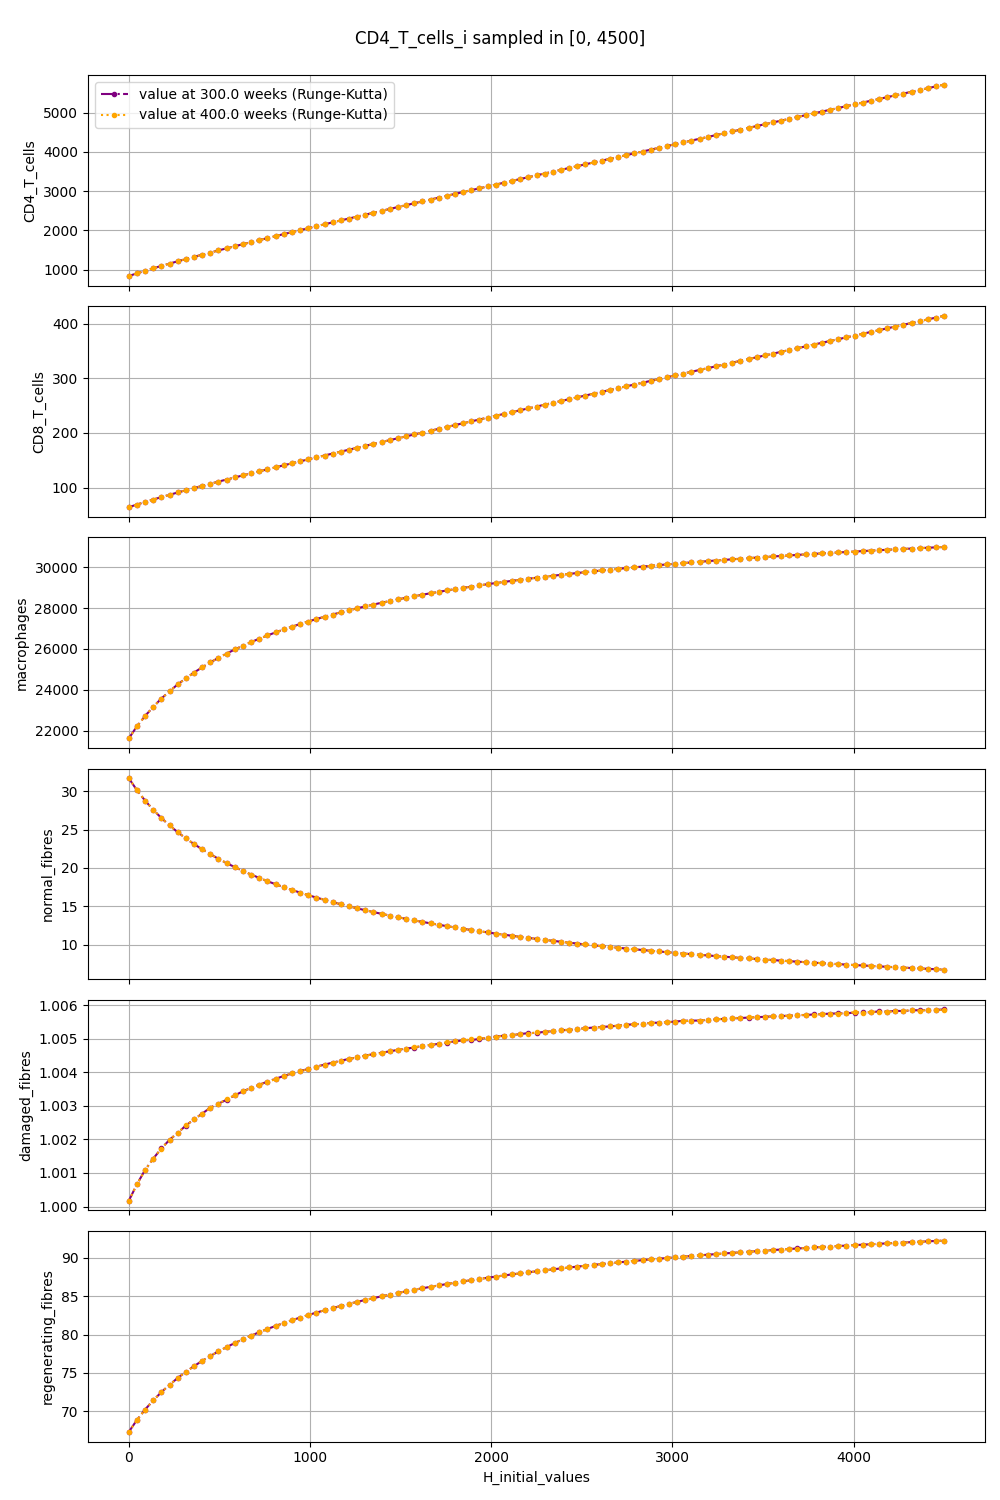 CD4_T_cells_i sampled in [0, 4500]
value at 300.0 weeks (Runge-Kutta)
value at 400.0 weeks (Runge-Kutta)
CD4_T_cells
5000
4000
3000
2000
1000
CD8_T_cells
400
300
200
100
macrophages
30000
28000
26000
24000
22000
normal_fibres
30
25
20
15
10
damaged_fibres
1.006
1.005
1.004
1.003
1.002
1.001
1.000
regenerating_fibres
90
85
80
75
70
0 1000 2000 3000 4000
H_initial_values